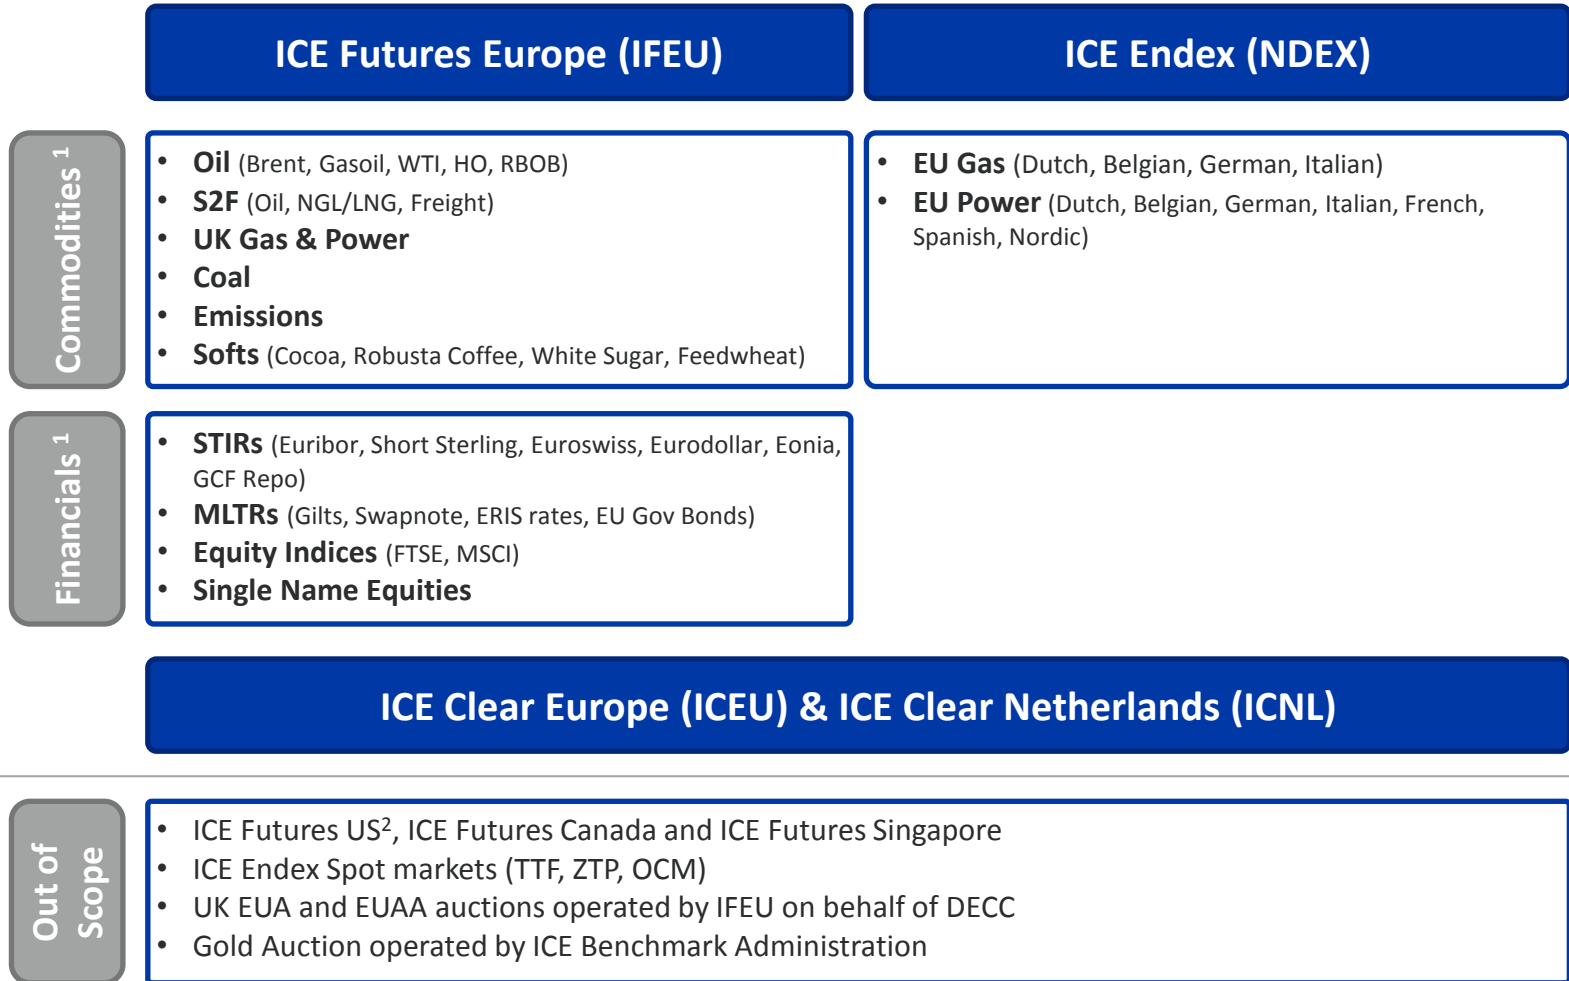 ICE Futures Europe (IFEU)
ICE Endex (NDEX)
Commodities 1
• Oil (Brent, Gasoil, WTI, HO, RBOB)
• S2F (Oil, NGL/LNG, Freight)
• UK Gas & Power
• Coal
• Emissions
• Softs (Cocoa, Robusta Coffee, White Sugar, Feedwheat)
• EU Gas (Dutch, Belgian, German, Italian)
• EU Power (Dutch, Belgian, German, Italian, French,
Spanish, Nordic)
Financials 1
• STIRs (Euribor, Short Sterling, Euroswiss, Eurodollar, Eonia,
GCF Repo)
• MLTRs (Gilts, Swapnote, ERIS rates, EU Gov Bonds)
• Equity Indices (FTSE, MSCI)
• Single Name Equities
ICE Clear Europe (ICEU) & ICE Clear Netherlands (ICNL)
Out of
Scope
• ICE Futures US2, ICE Futures Canada and ICE Futures Singapore
• ICE Endex Spot markets (TTF, ZTP, OCM)
• UK EUA and EUAA auctions operated by IFEU on behalf of DECC
• Gold Auction operated by ICE Benchmark Administration